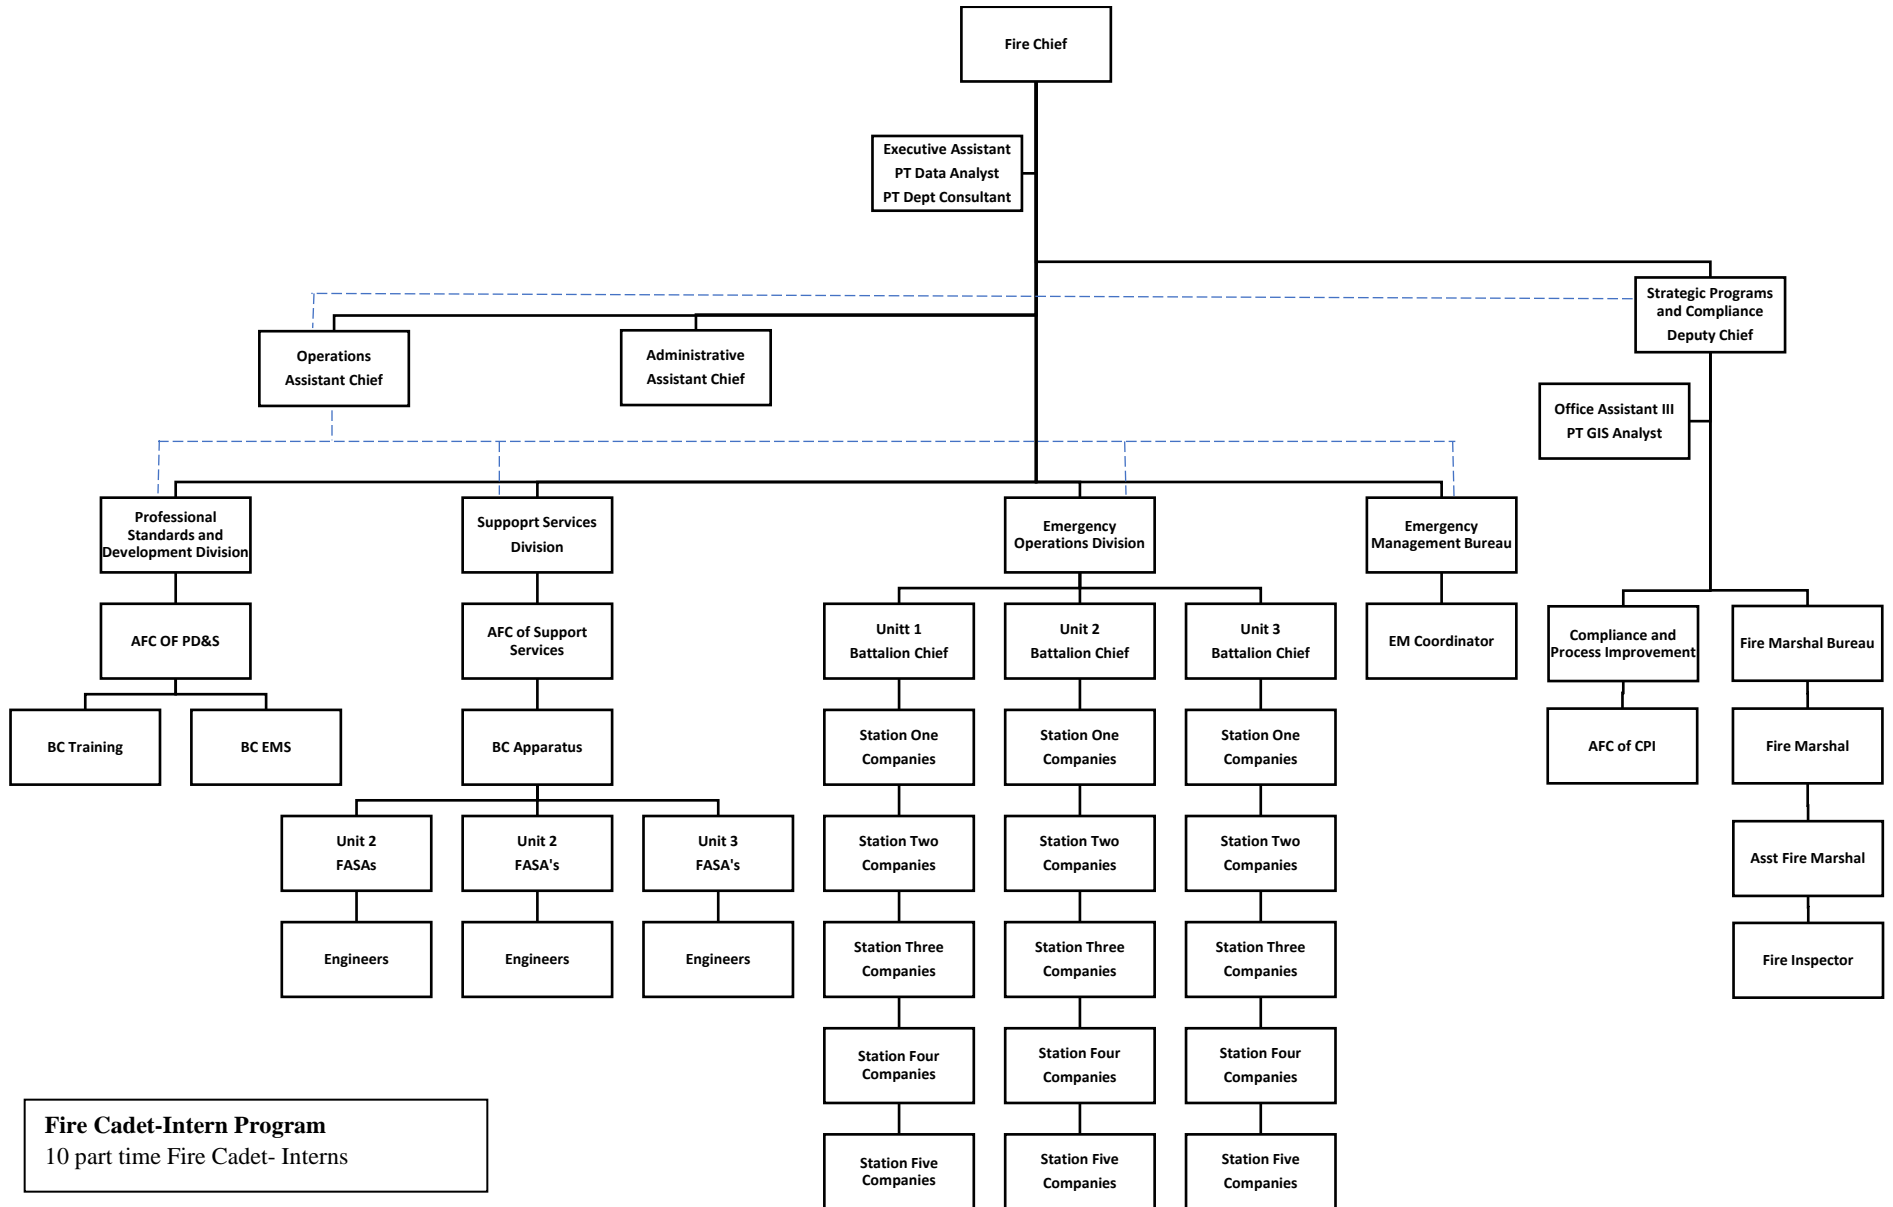 Fire Chief
Executive Assistant
PT Data Analyst
PT Dept Consultant
Strategic Programs
and Compliance
Deputy Chief
Operations
Assistant Chief
Administrative
Assistant Chief
Office Assistant III
PT GIS Analyst
Professional
Standards and
Development Division
Suppoprt Services
Division
Emergency
Operations Division
Emergency
Management Bureau
AFC OF PD&S
AFC of Support
Services
Unitt 1
Battalion Chief
Unit 2
Battalion Chief
Unit 3
Battalion Chief
EM Coordinator
Compliance and
Process Improvement
Fire Marshal Bureau
BC Training
BC EMS
BC Apparatus
Station One
Companies
Station One
Companies
Station One
Companies
AFC of CPI
Fire Marshal
Unit 2
FASAs
Unit 2
FASA's
Unit 3
FASA's
Station Two
Companies
Station Two
Companies
Station Two
Companies
Asst Fire Marshal
Engineers
Engineers
Engineers
Station Three
Companies
Station Three
Companies
Station Three
Companies
Fire Inspector
Station Four
Companies
Station Four
Companies
Station Four
Companies
Station Five
Companies
Station Five
Companies
Station Five
Companies
Fire Cadet-Intern Program
10 part time Fire Cadet- Interns